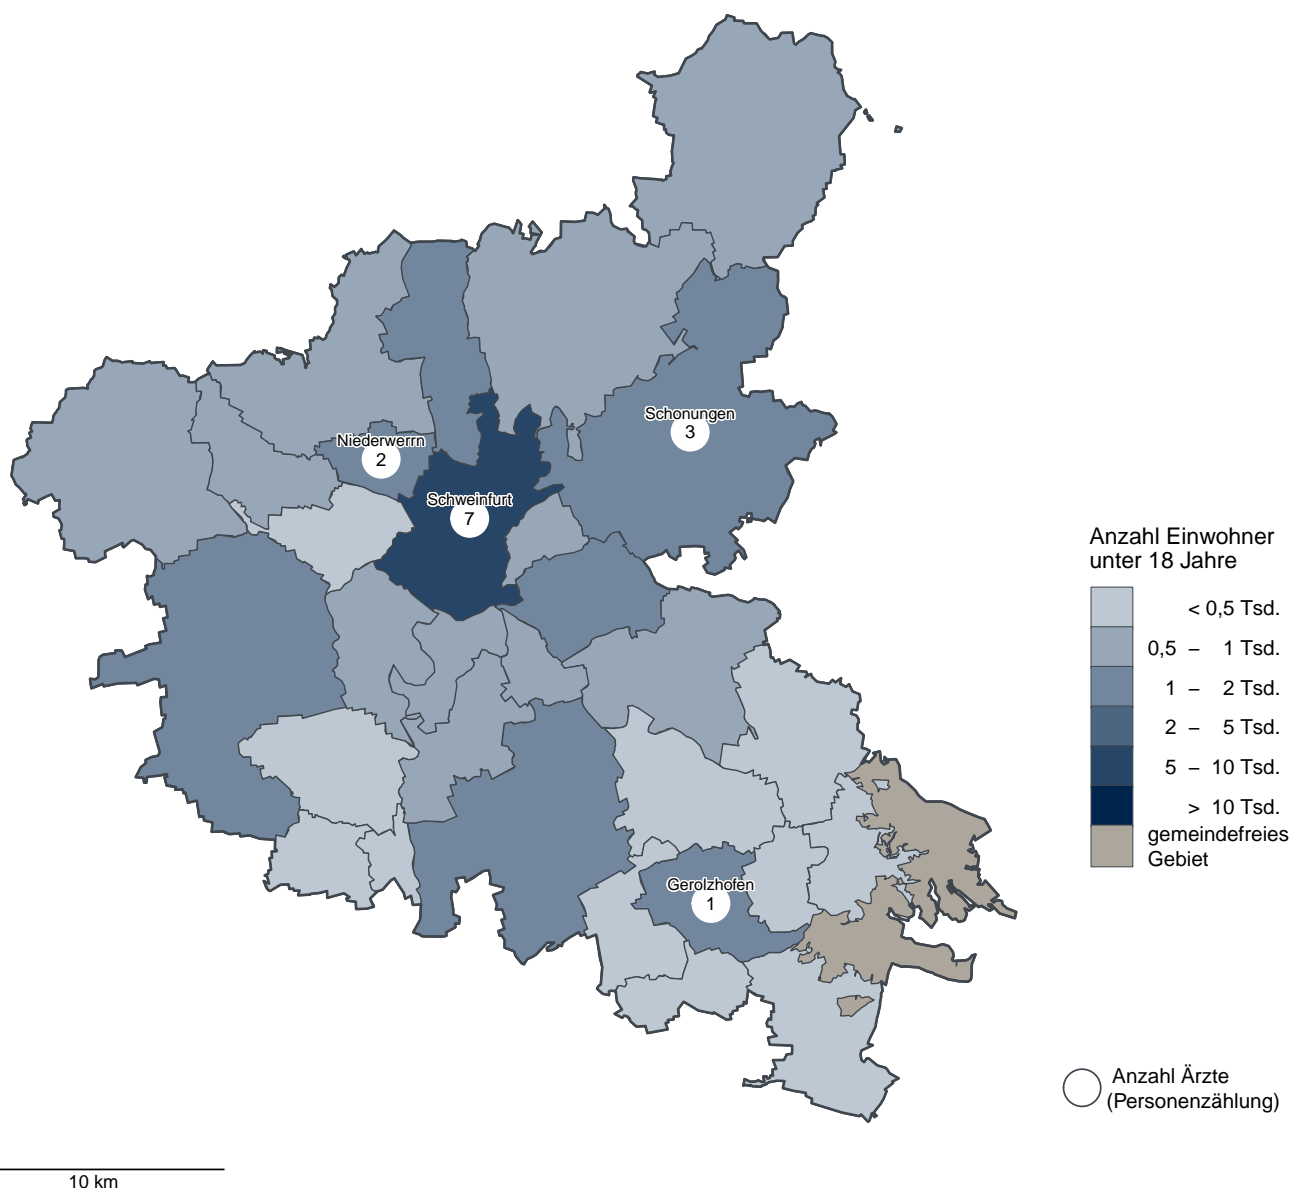 Schonungen
3
Niederwerrn
2
Schweinfurt
7
Gerolzhofen
1
Anzahl Einwohner
unter 18 Jahre
< 0,5 Tsd.
0,5 – 1 Tsd.
1 – 2 Tsd.
2 – 5 Tsd.
5 – 10 Tsd.
> 10 Tsd.
gemeindefreies
Gebiet
Anzahl Ärzte
(Personenzählung)
10 km